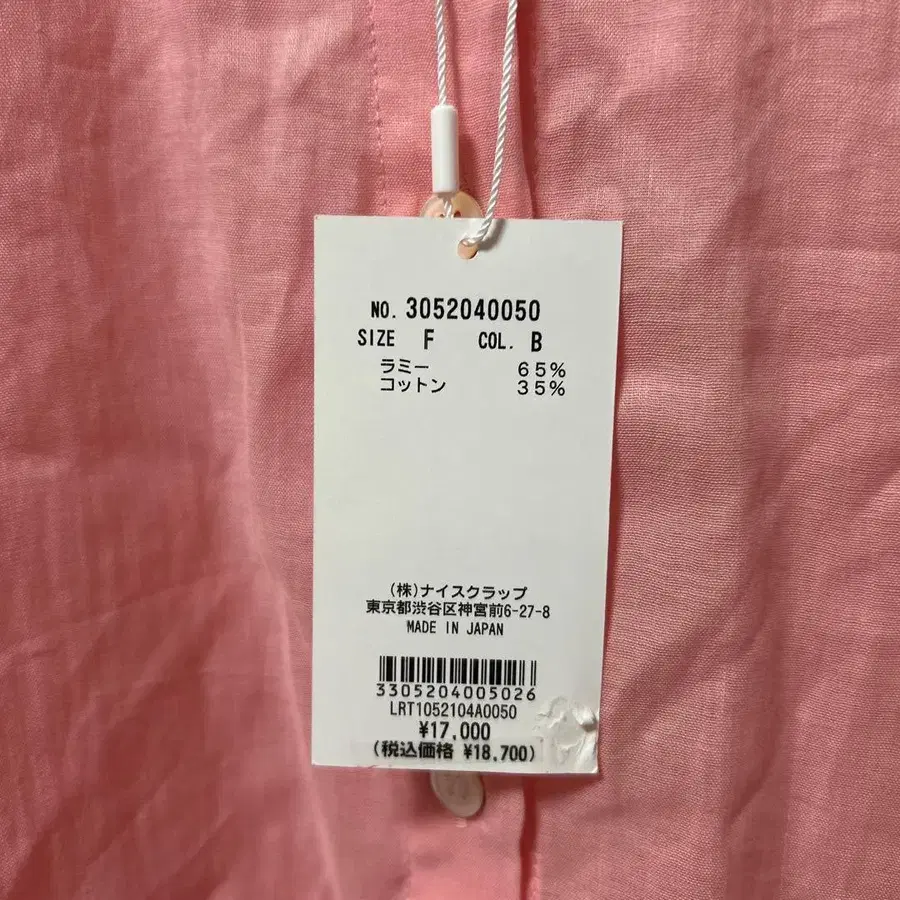 NO. 3052040050
SIZE F COL. B
ラミー 65%
コットン 35%
(株)ナイスクラップ
東京都渋谷区神宮前6-27-8
MADE IN JAPAN
3305204005026
LRT1052104A0050
¥17,000
(税込価格 ¥18,700)